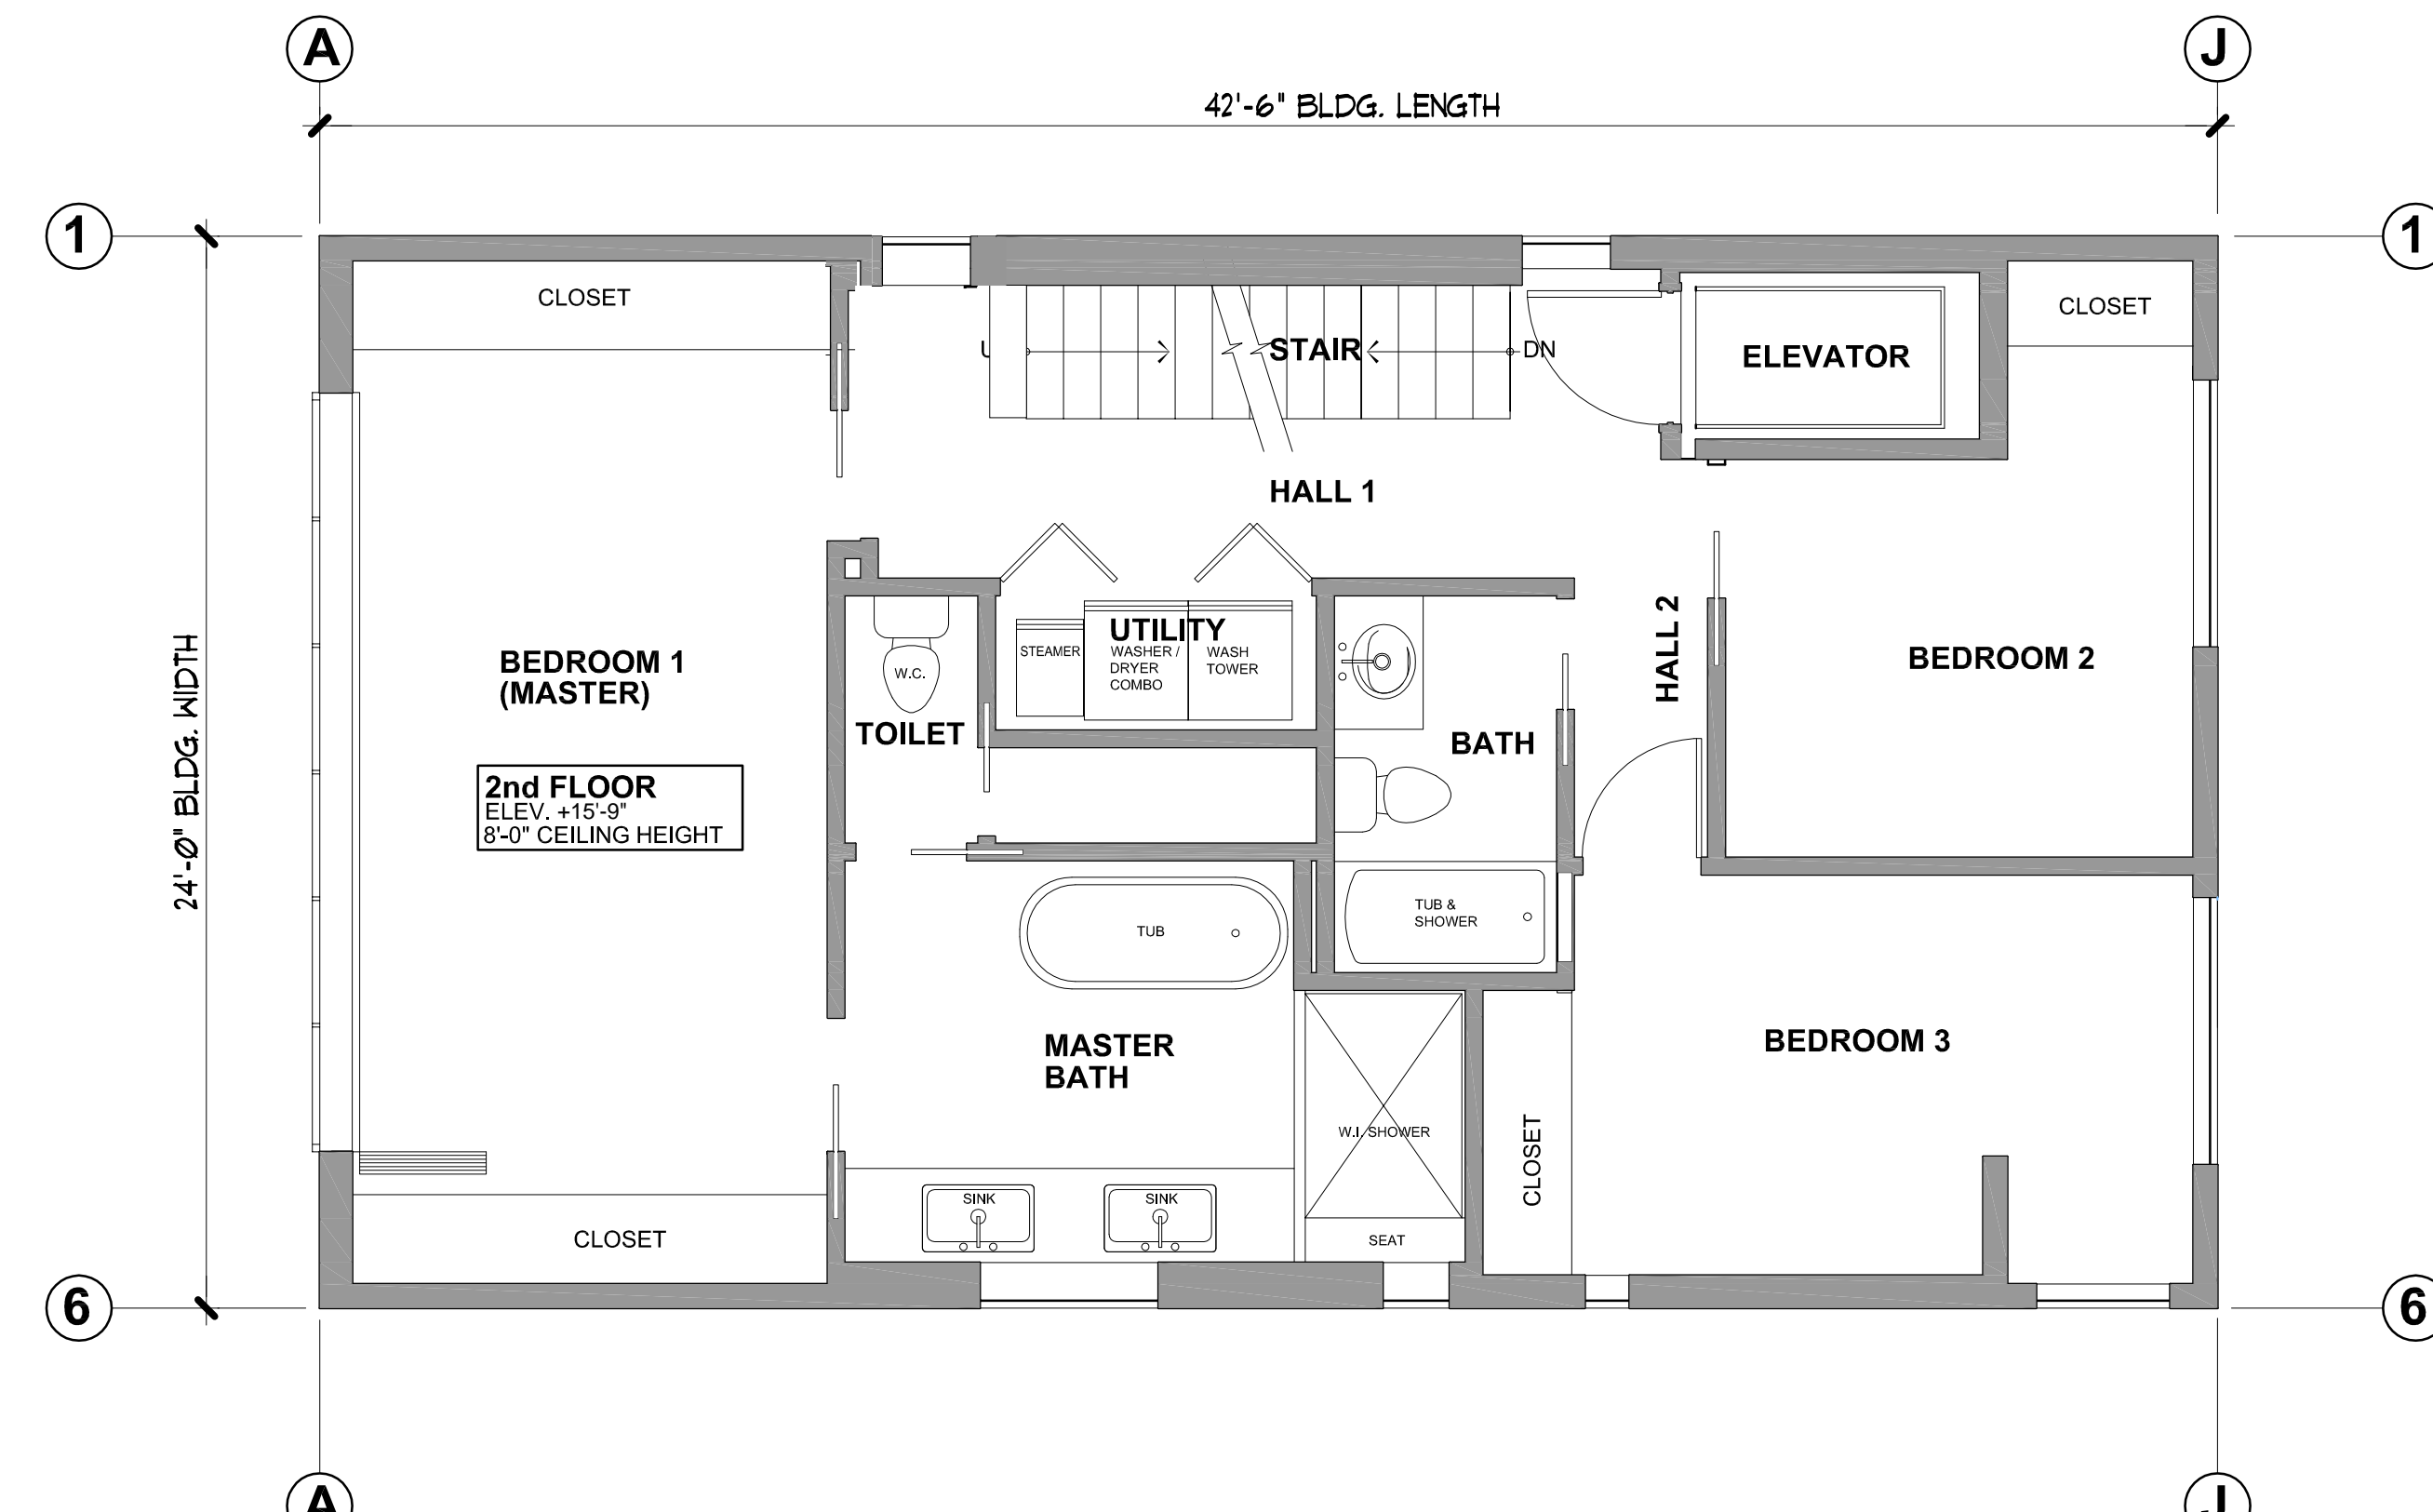 A
J
42'-6" BLDG. LENGTH
1
1
CLOSET
CLOSET
STAIR
DN
ELEVATOR
HALL 1
24'-0" BLDG. WIDTH
BEDROOM 1
(MASTER)
2nd FLOOR
ELEV. +15'-9"
8'-0" CEILING HEIGHT
W.C.
TOILET
STEAMER
UTILITY
WASHER /
DRYER
COMBO
WASH
TOWER
BATH
HALL 2
BEDROOM 2
TUB
TUB &
SHOWER
MASTER
BATH
BEDROOM 3
W.I. SHOWER
CLOSET
SINK
SINK
SEAT
CLOSET
6
6
A
J